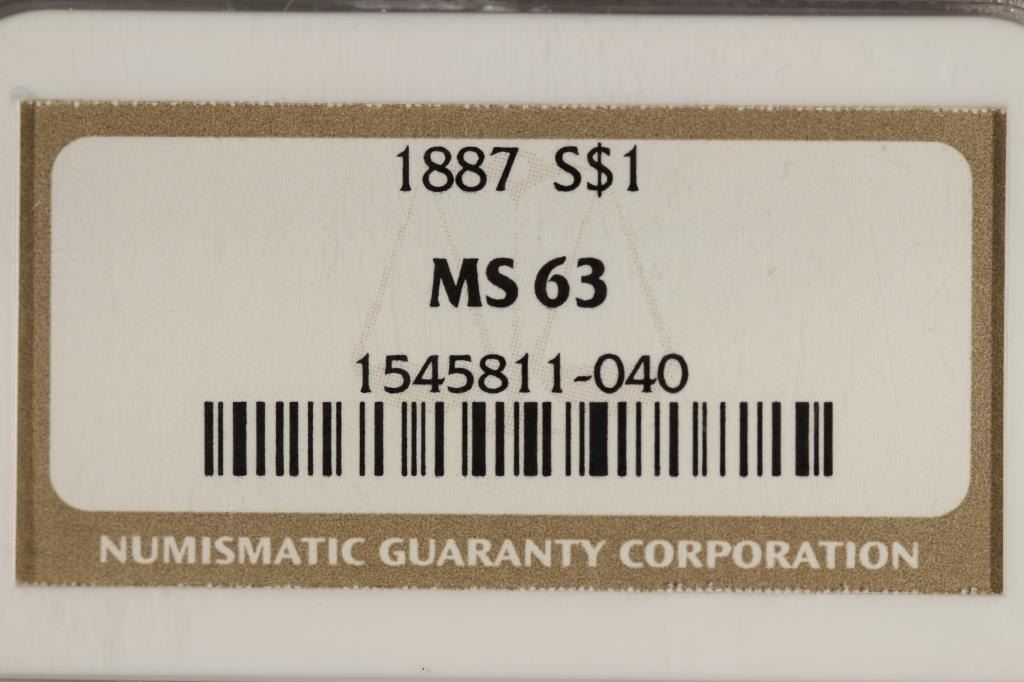 1887 S$1
MS 63
1545811-040
NUMISMATIC GUARANTY CORPORATION